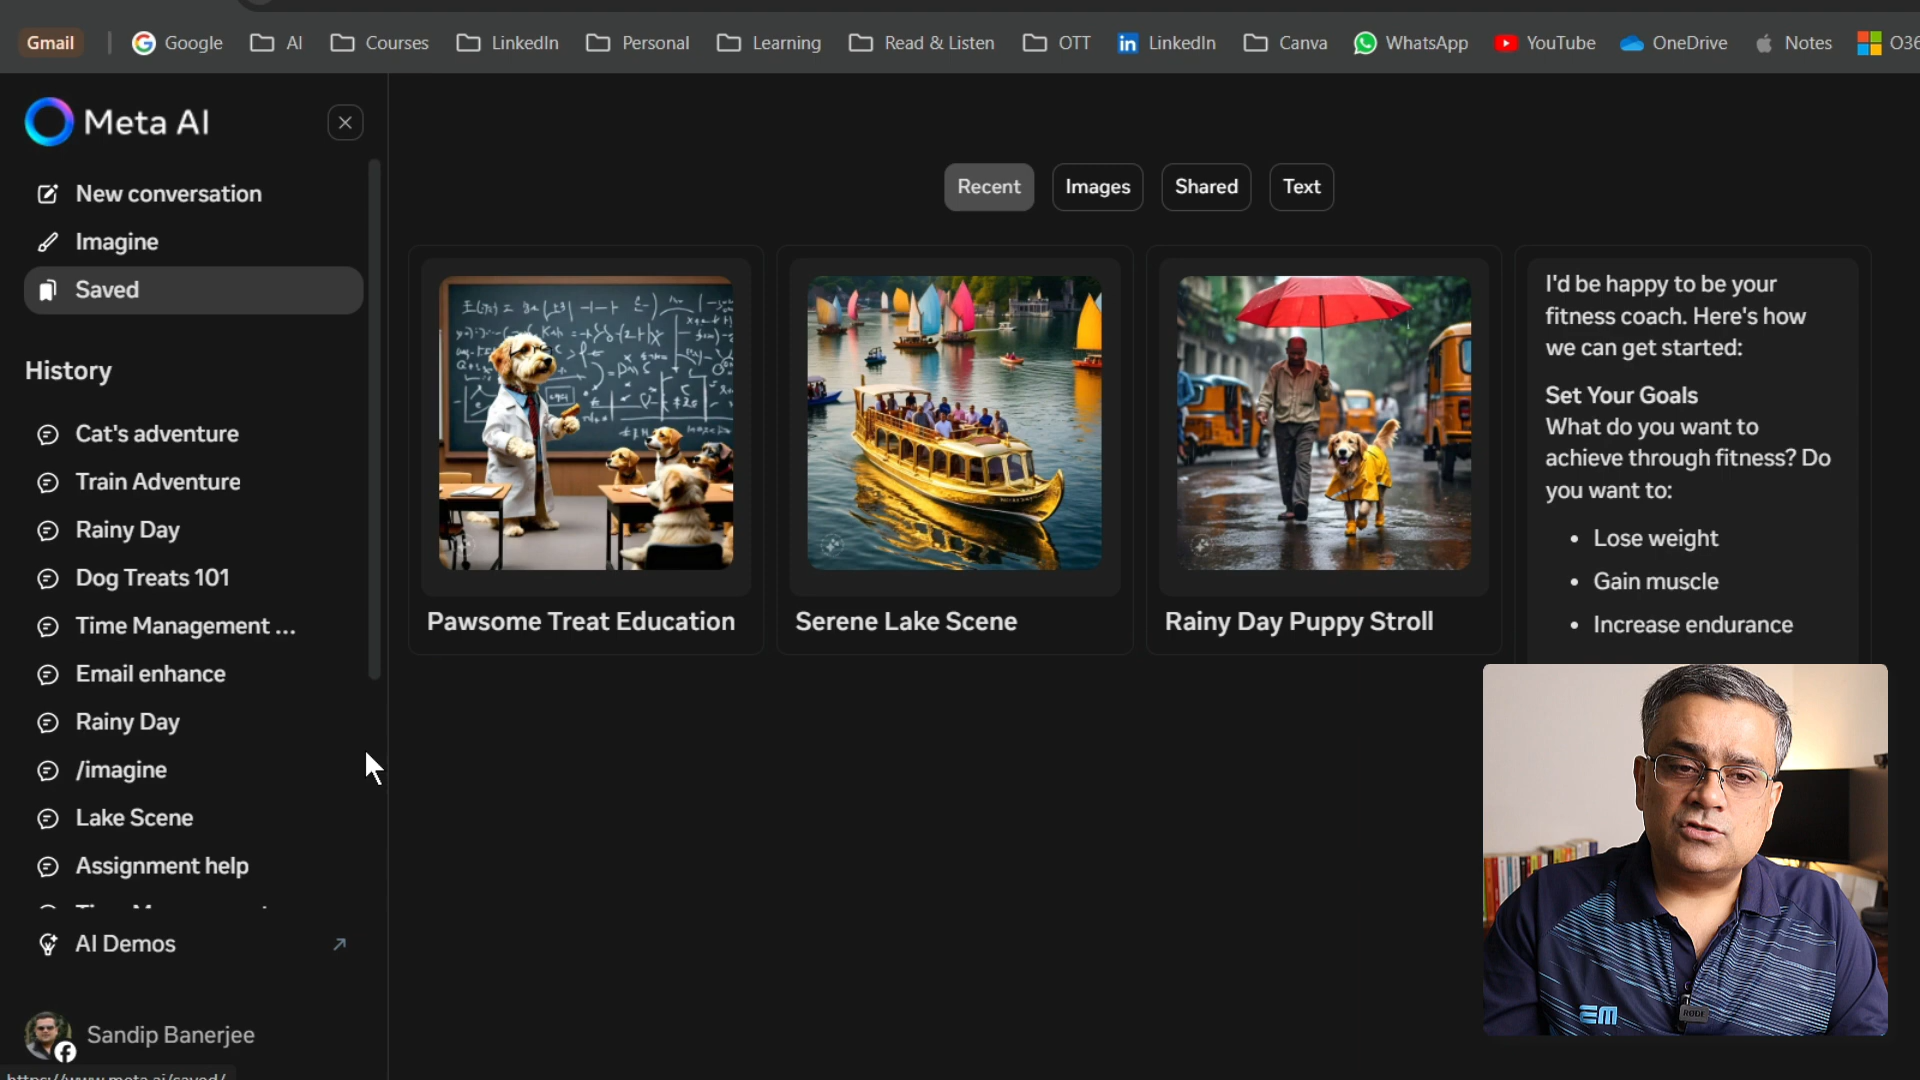 Gmail
Google
AI
Courses
LinkedIn
Personal
Learning
Read & Listen
OTT
LinkedIn
Canva
WhatsApp
YouTube
OneDrive
Notes
Meta AI
New conversation
Imagine
Saved
History
Cat's adventure
Train Adventure
Rainy Day
Dog Treats 101
Time Management ...
Email enhance
Rainy Day
/imagine
Lake Scene
Assignment help
AI Demos
Sandip Banerjee
Recent
Images
Shared
Text
Pawsome Treat Education
Serene Lake Scene
Rainy Day Puppy Stroll
I'd be happy to be your
fitness coach. Here's how
we can get started:
Set Your Goals
What do you want to
achieve through fitness? Do
you want to:
• Lose weight
• Gain muscle
• Increase endurance
RODE